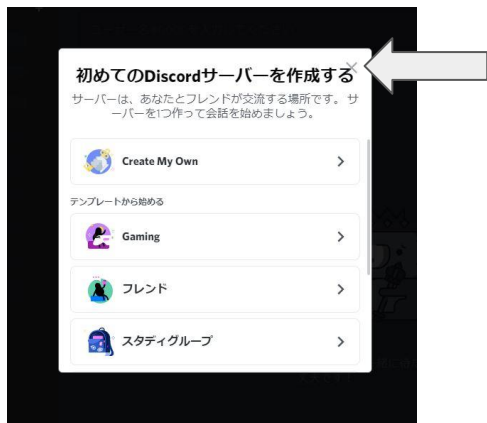 初めてのDiscordサーバーを作成する
サーバーは、あなたとフレンドが交流する場所です。 サ
ーバーを1つ作って会話を始めましょう。
Create My Own
テンプレートから始める
Gaming
フレンド
スタディグループ